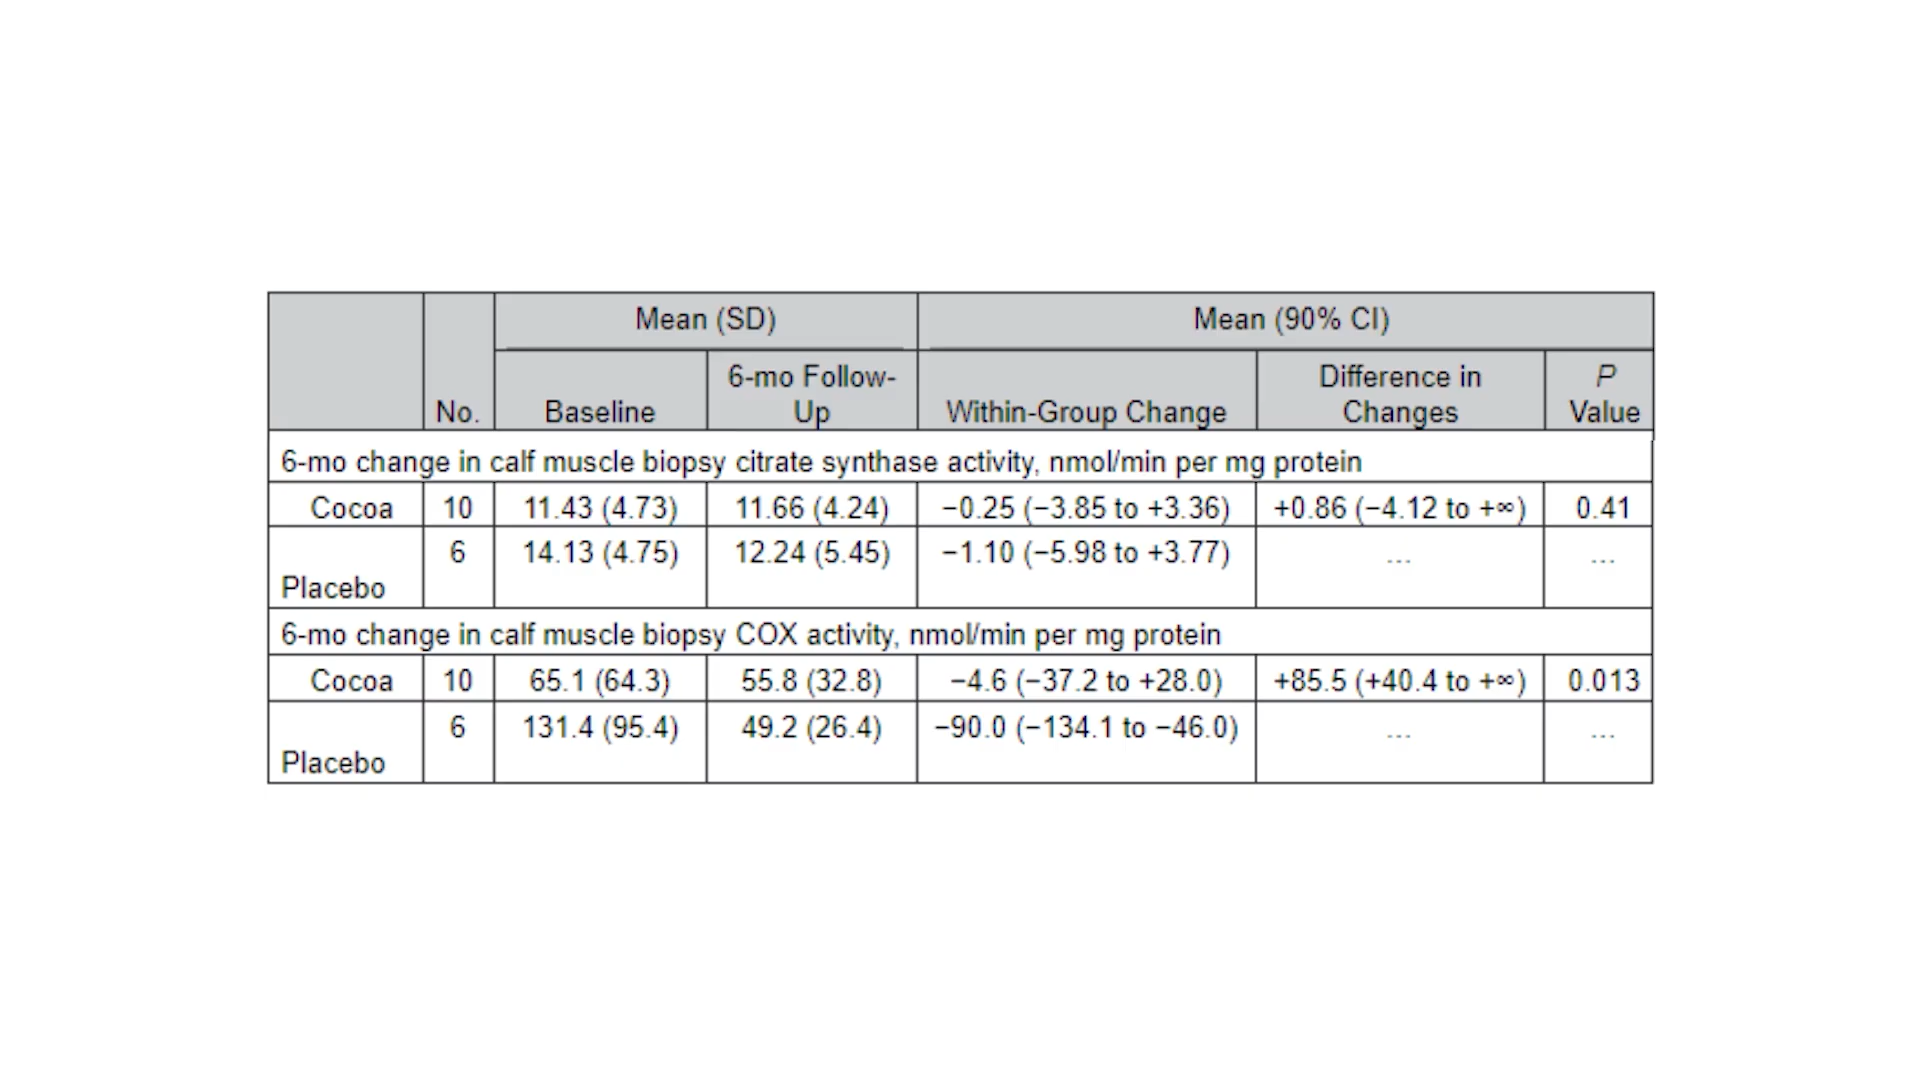 Mean (SD) Mean (90% CI)
No. Baseline 6-mo Follow-Up Within-Group Change Difference in Changes P Value
6-mo change in calf muscle biopsy citrate synthase activity, nmol/min per mg protein
Cocoa 10 11.43 (4.73) 11.66 (4.24) −0.25 (−3.85 to +3.36) +0.86 (−4.12 to +∞) 0.41
Placebo 6 14.13 (4.75) 12.24 (5.45) −1.10 (−5.98 to +3.77) ... ...
6-mo change in calf muscle biopsy COX activity, nmol/min per mg protein
Cocoa 10 65.1 (64.3) 55.8 (32.8) −4.6 (−37.2 to +28.0) +85.5 (+40.4 to +∞) 0.013
Placebo 6 131.4 (95.4) 49.2 (26.4) −90.0 (−134.1 to −46.0) ... ...